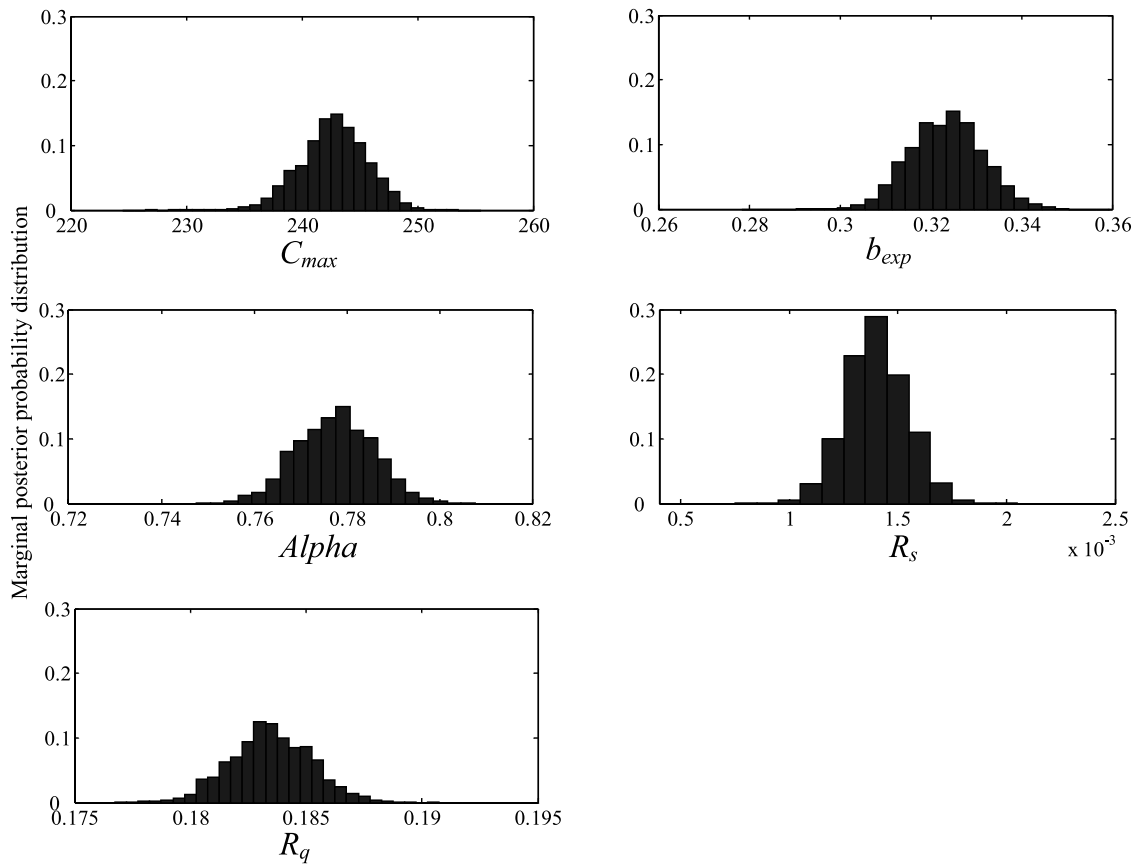 Marginal posterior probability distribution
0.3
0.2
0.1
0
220 230 240 250 260
C_max
0.3
0.2
0.1
0
0.26 0.28 0.3 0.32 0.34 0.36
b_exp
0.3
0.2
0.1
0
0.72 0.74 0.76 0.78 0.8 0.82
Alpha
0.3
0.2
0.1
0
0.5 1 1.5 2 2.5
x 10⁻³
R_s
0.3
0.2
0.1
0
0.175 0.18 0.185 0.19 0.195
R_q